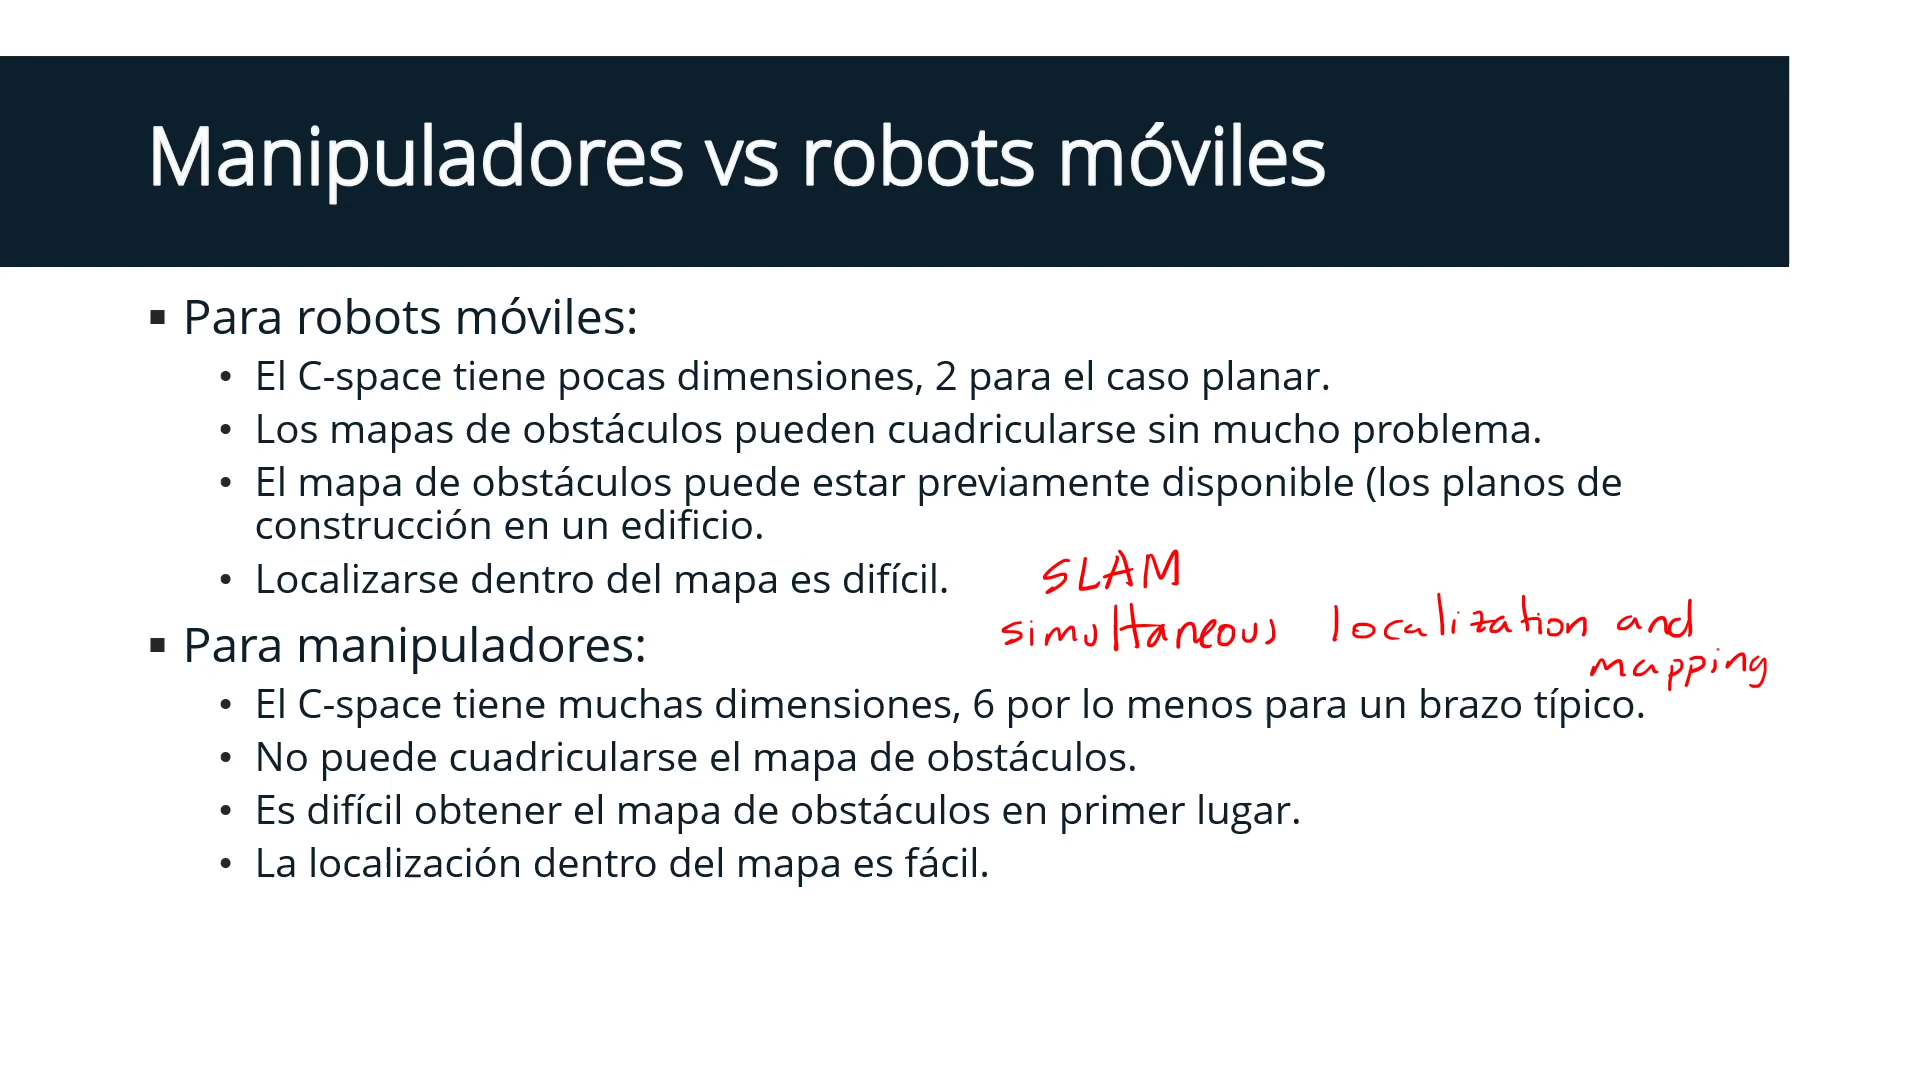 Manipuladores vs robots móviles
▪ Para robots móviles:
• El C-space tiene pocas dimensiones, 2 para el caso planar.
• Los mapas de obstáculos pueden cuadricularse sin mucho problema.
• El mapa de obstáculos puede estar previamente disponible (los planos de
construcción en un edificio.
• Localizarse dentro del mapa es difícil.
SLAM
simultaneous localization and
mapping
▪ Para manipuladores:
• El C-space tiene muchas dimensiones, 6 por lo menos para un brazo típico.
• No puede cuadricularse el mapa de obstáculos.
• Es difícil obtener el mapa de obstáculos en primer lugar.
• La localización dentro del mapa es fácil.